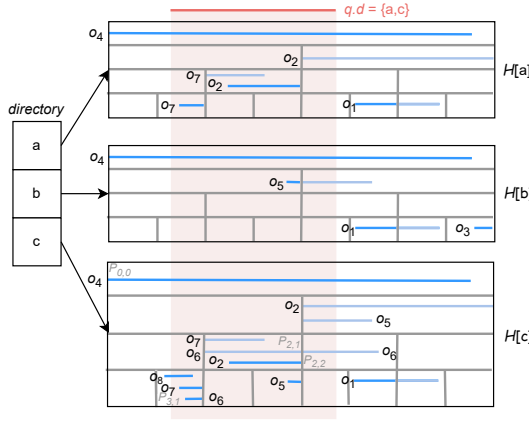 q.d = {a,c}
o4
o2
H[a]
o7
o2
directory
o7
o1
a
o4
b
o5
H[b]
c
o1
o3
P0,0
o4
o2
o5
o7
P2,1
H[c]
o6
o2
P2,2
o6
o8
o7
o5
o1
P3,1
o6